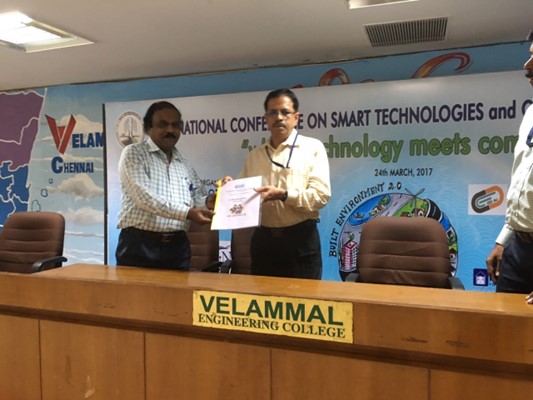 VELAM
CHENNAI
NATIONAL CONFERENCE ON SMART TECHNOLOGIES and
technology meets com
24th MARCH, 2017
BUILT ENVIRONMENT 2.0
VELAMMAL
ENGINEERING COLLEGE